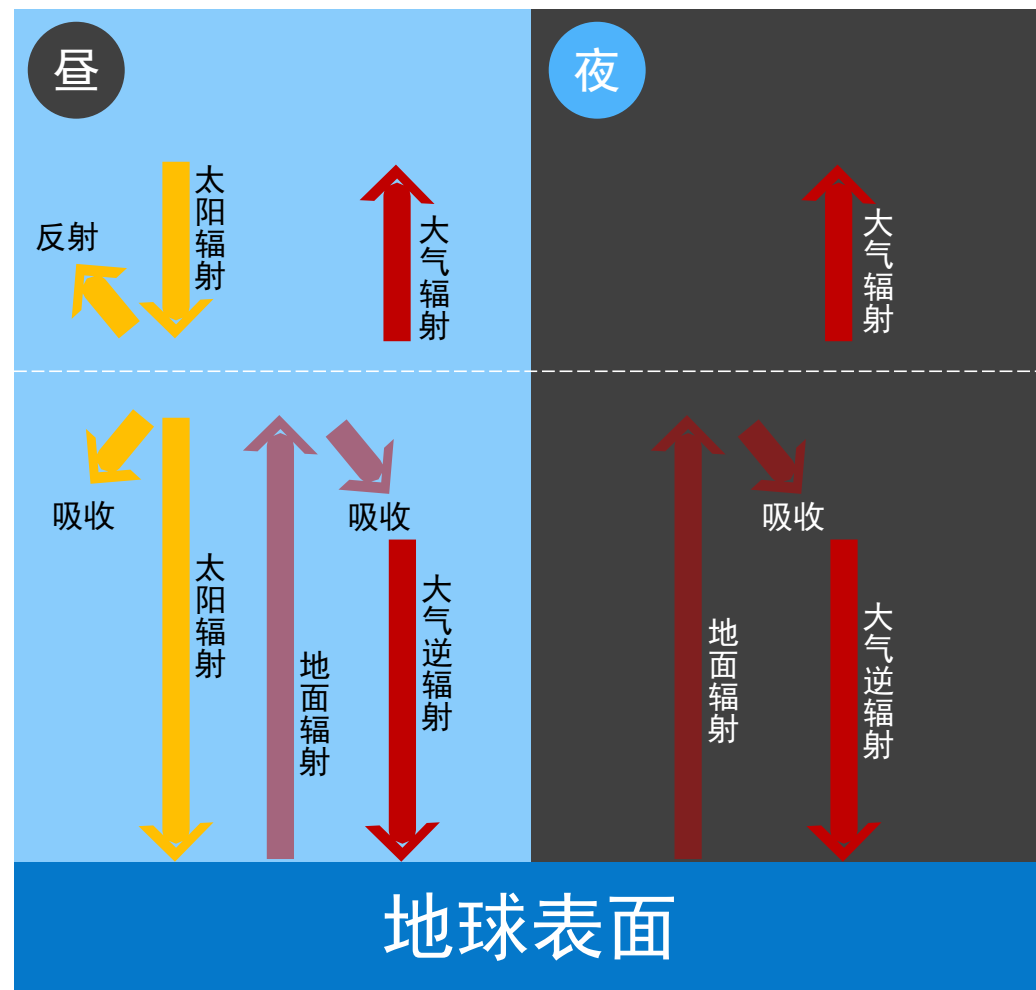 昼
夜
太阳辐射
反射
大气辐射
大气辐射
吸收
吸收
吸收
太阳辐射
地面辐射
大气逆辐射
地面辐射
大气逆辐射
地球表面